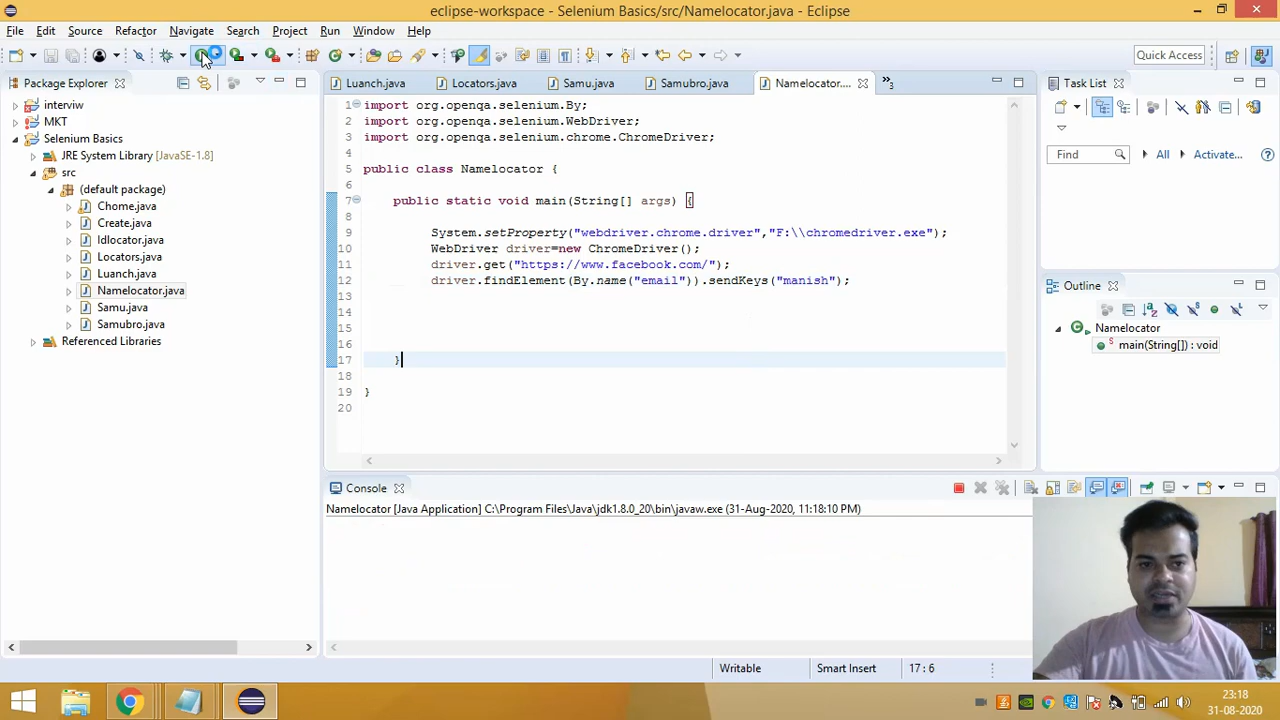 eclipse-workspace - Selenium Basics/src/Namelocator.java - Eclipse
File Edit Source Refactor Navigate Search Project Run Window Help
Quick Access
Package Explorer
Luanch.java Locators.java Samu.java Samubro.java Namelocator.... »3
Task List
interviw
MKT
Selenium Basics
JRE System Library [JavaSE-1.8]
src
(default package)
Chome.java
Create.java
Idlocator.java
Locators.java
Luanch.java
Namelocator.java
Samu.java
Samubro.java
Referenced Libraries
1 import org.openqa.selenium.By;
2 import org.openqa.selenium.WebDriver;
3 import org.openqa.selenium.chrome.ChromeDriver;
4
5 public class Namelocator {
6
7 public static void main(String[] args) {
8
9 System.setProperty("webdriver.chrome.driver","F:\\chromedriver.exe");
10 WebDriver driver=new ChromeDriver();
11 driver.get("https://www.facebook.com/");
12 driver.findElement(By.name("email")).sendKeys("manish");
13
14
15
16
17 }
18
19 }
20
Find All Activate...
Outline
Namelocator
main(String[]) : void
Console
Namelocator [Java Application] C:\Program Files\Java\jdk1.8.0_20\bin\javaw.exe (31-Aug-2020, 11:18:10 PM)
Writable Smart Insert 17 : 6
23:18
31-08-2020